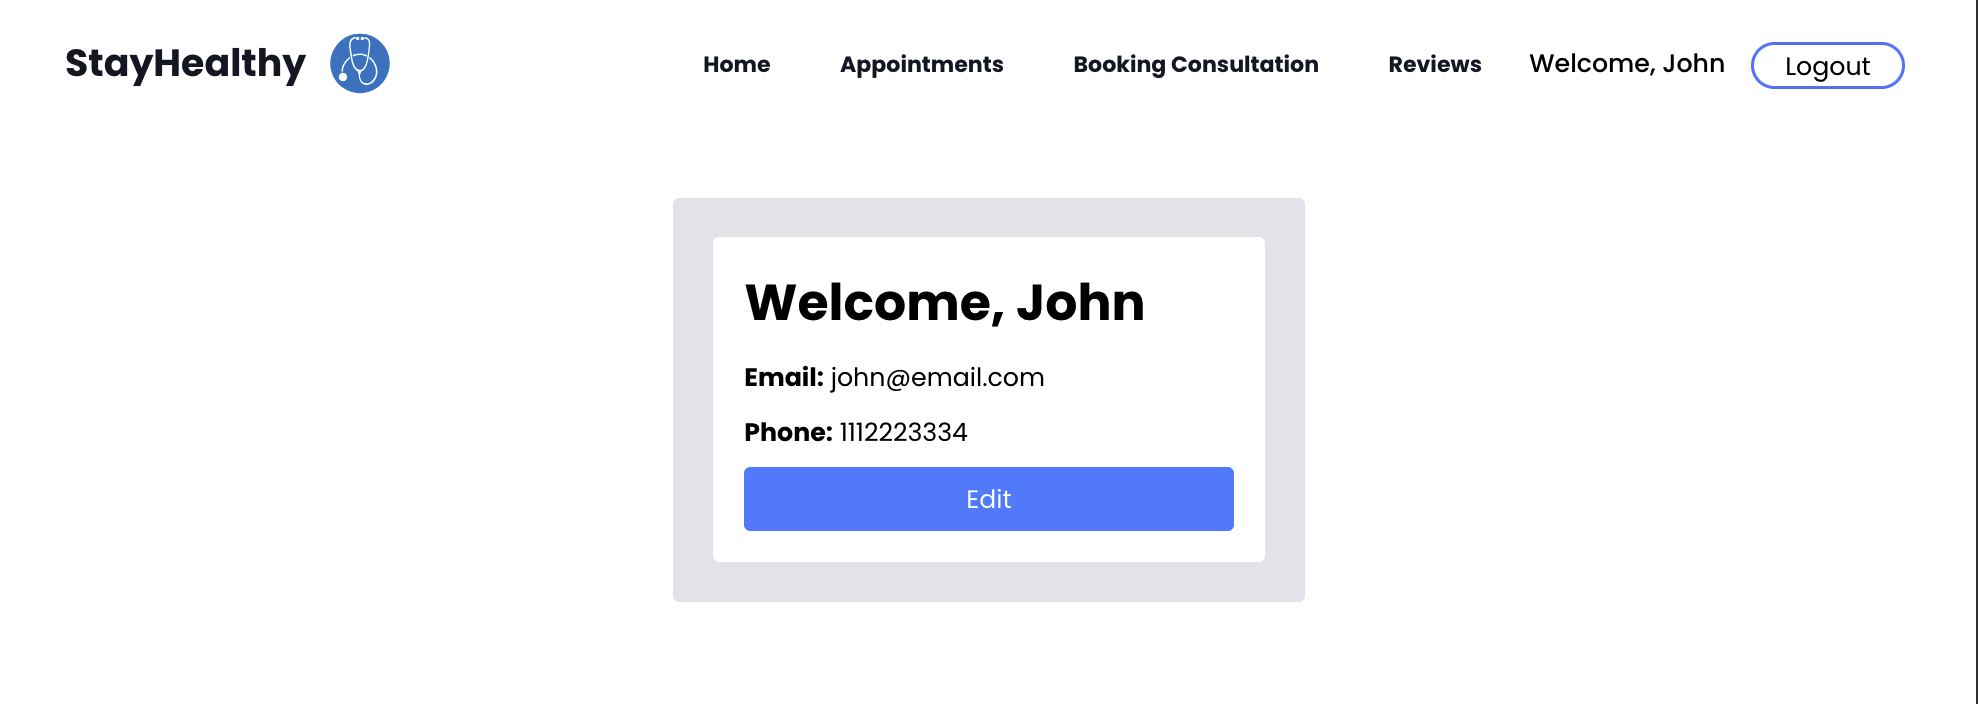 StayHealthy
Home Appointments Booking Consultation Reviews Welcome, John Logout
Welcome, John
Email: john@email.com
Phone: 1112223334
Edit